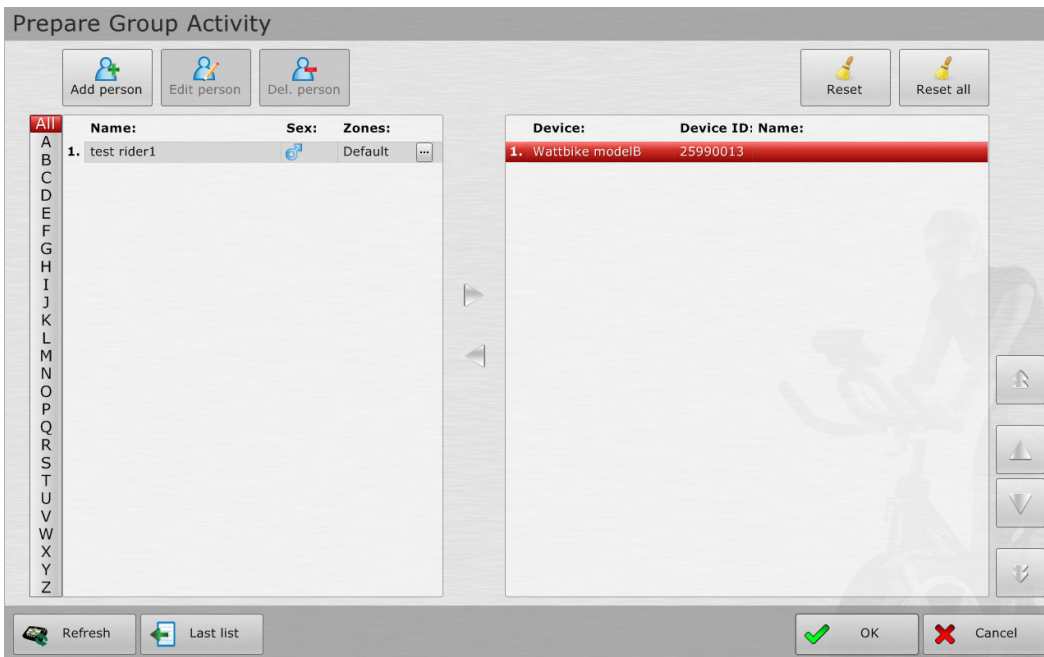 Prepare Group Activity
Add person
Edit person
Del. person
Reset
Reset all
All
A
B
C
D
E
F
G
H
I
J
K
L
M
N
O
P
Q
R
S
T
U
V
W
X
Y
Z
Name: Sex: Zones:
1. test rider1 Default ...
Device: Device ID: Name:
1. Wattbike modelB 25990013
Refresh
Last list
OK
Cancel